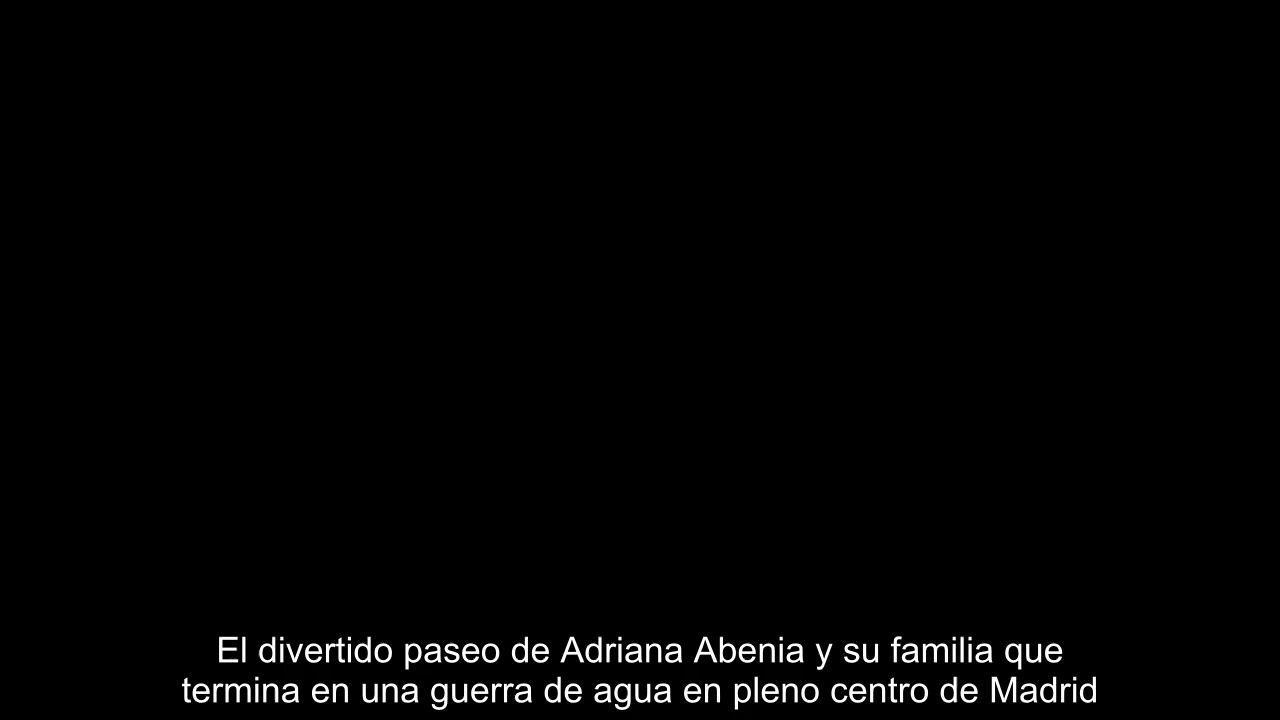 El divertido paseo de Adriana Abenia y su familia que
termina en una guerra de agua en pleno centro de Madrid